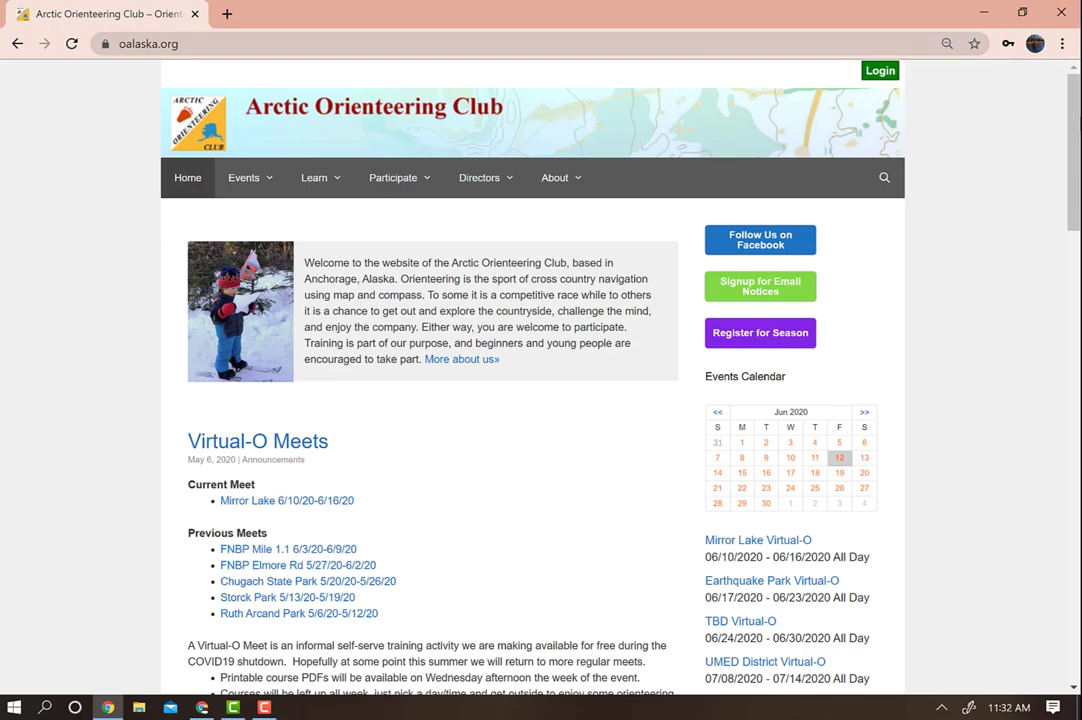 Arctic Orienteering Club – Orient
oalaska.org
Login
ARCTIC
ORIENTEERING
CLUB
Arctic Orienteering Club
Home Events Learn Participate Directors About
Welcome to the website of the Arctic Orienteering Club, based in
Anchorage, Alaska. Orienteering is the sport of cross country navigation
using map and compass. To some it is a competitive race while to others
it is a chance to get out and explore the countryside, challenge the mind,
and enjoy the company. Either way, you are welcome to participate.
Training is part of our purpose, and beginners and young people are
encouraged to take part. More about us»
Virtual-O Meets
May 6, 2020 | Announcements
Current Meet
• Mirror Lake 6/10/20-6/16/20
Previous Meets
• FNBP Mile 1.1 6/3/20-6/9/20
• FNBP Elmore Rd 5/27/20-6/2/20
• Chugach State Park 5/20/20-5/26/20
• Storck Park 5/13/20-5/19/20
• Ruth Arcand Park 5/6/20-5/12/20
A Virtual-O Meet is an informal self-serve training activity we are making available for free during the
COVID19 shutdown. Hopefully at some point this summer we will return to more regular meets.
• Printable course PDFs will be available on Wednesday afternoon the week of the event.
• Courses will be left up all week, just pick a day/time and get outside to enjoy some orienteering
Follow Us on
Facebook
Signup for Email
Notices
Register for Season
Events Calendar
<< Jun 2020 >>
S M T W T F S
31 1 2 3 4 5 6
7 8 9 10 11 12 13
14 15 16 17 18 19 20
21 22 23 24 25 26 27
28 29 30 1 2 3 4
Mirror Lake Virtual-O
06/10/2020 - 06/16/2020 All Day
Earthquake Park Virtual-O
06/17/2020 - 06/23/2020 All Day
TBD Virtual-O
06/24/2020 - 06/30/2020 All Day
UMED District Virtual-O
07/08/2020 - 07/14/2020 All Day
11:32 AM